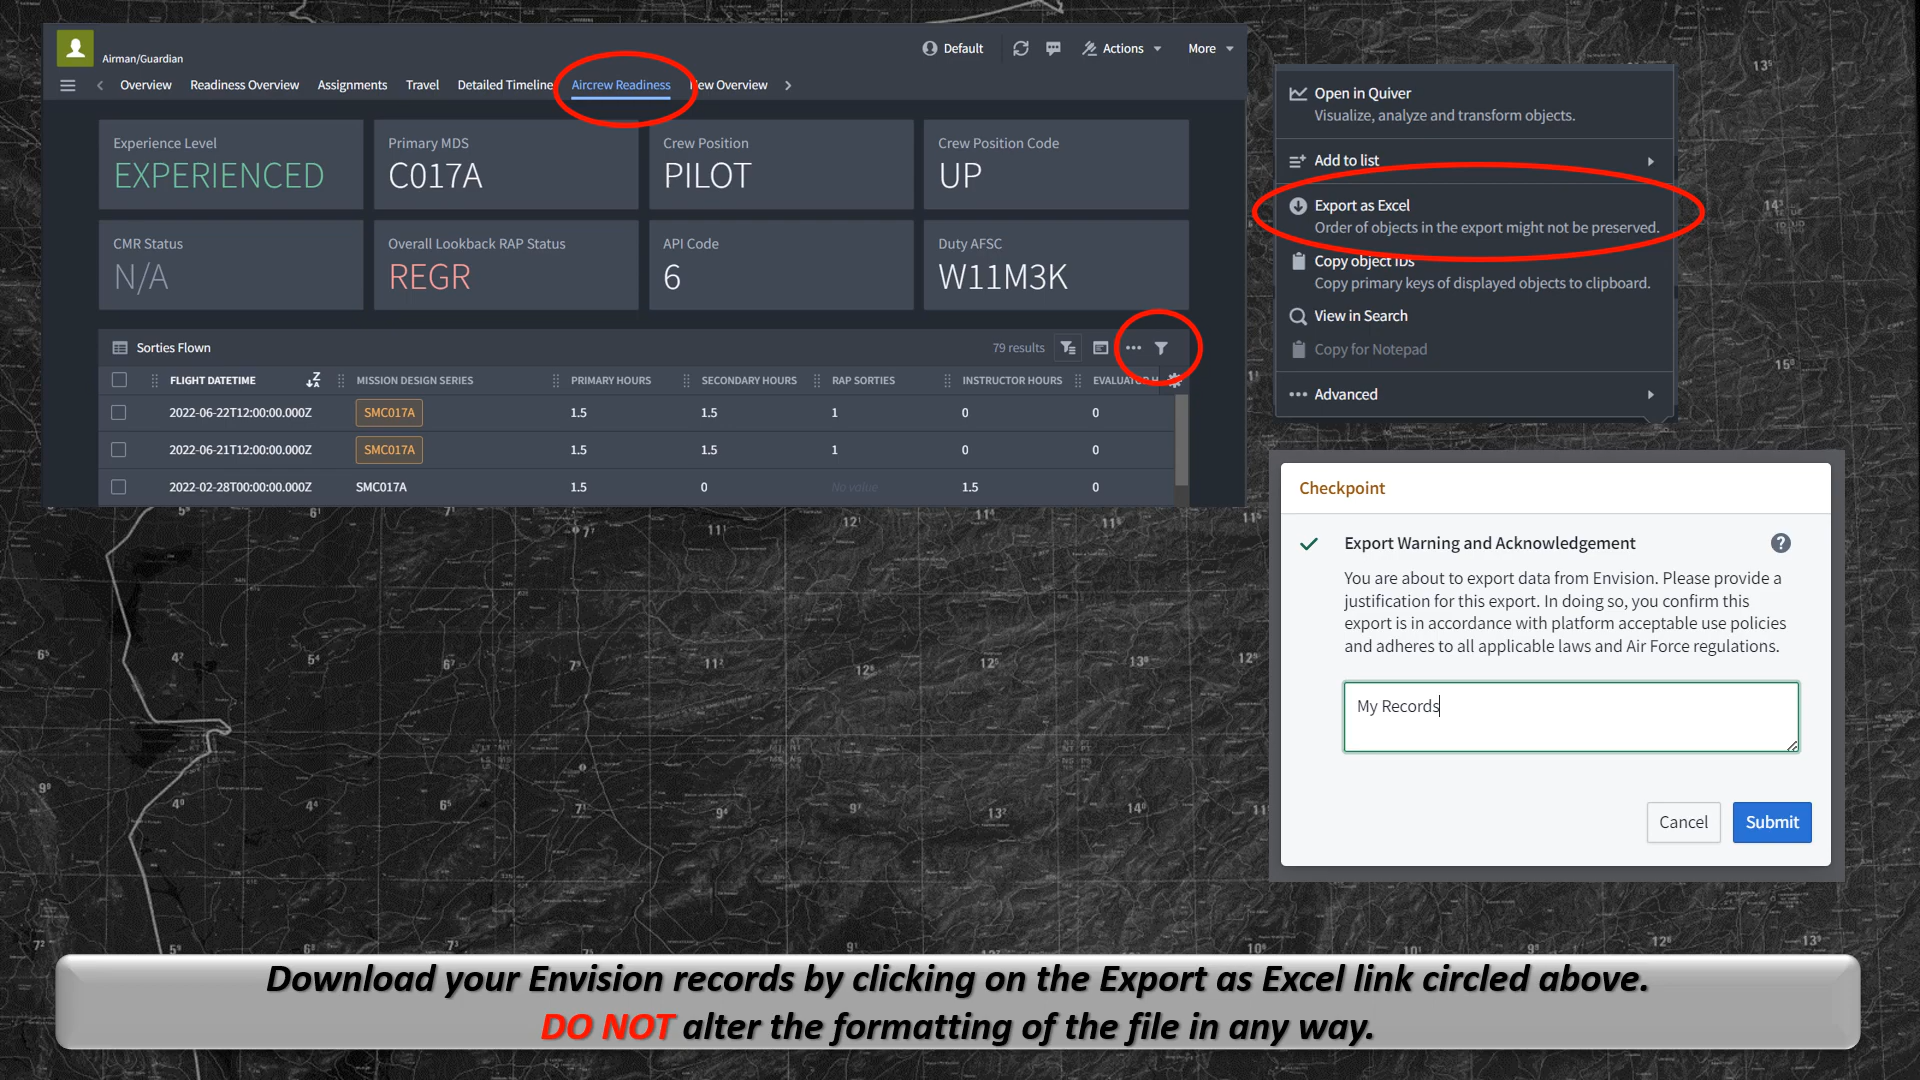 Airman/Guardian
Default
Actions
More
Overview Readiness Overview Assignments Travel Detailed Timeline Aircrew Readiness New Overview
Experience Level
EXPERIENCED
Primary MDS
C017A
Crew Position
PILOT
Crew Position Code
UP
CMR Status
N/A
Overall Lookback RAP Status
REGR
API Code
6
Duty AFSC
W11M3K
Sorties Flown
79 results
FLIGHT DATETIME MISSION DESIGN SERIES PRIMARY HOURS SECONDARY HOURS RAP SORTIES INSTRUCTOR HOURS EVALUATOR H
2022-06-22T12:00:00.000Z SMC017A 1.5 1.5 1 0 0
2022-06-21T12:00:00.000Z SMC017A 1.5 1.5 1 0 0
2022-02-28T00:00:00.000Z SMC017A 1.5 0 No value 1.5 0
Open in Quiver
Visualize, analyze and transform objects.
Add to list
Export as Excel
Order of objects in the export might not be preserved.
Copy object IDs
Copy primary keys of displayed objects to clipboard.
View in Search
Copy for Notepad
Advanced
Checkpoint
Export Warning and Acknowledgement
You are about to export data from Envision. Please provide a
justification for this export. In doing so, you confirm this
export is in accordance with platform acceptable use policies
and adheres to all applicable laws and Air Force regulations.
My Records
Cancel
Submit
Download your Envision records by clicking on the Export as Excel link circled above.
DO NOT alter the formatting of the file in any way.